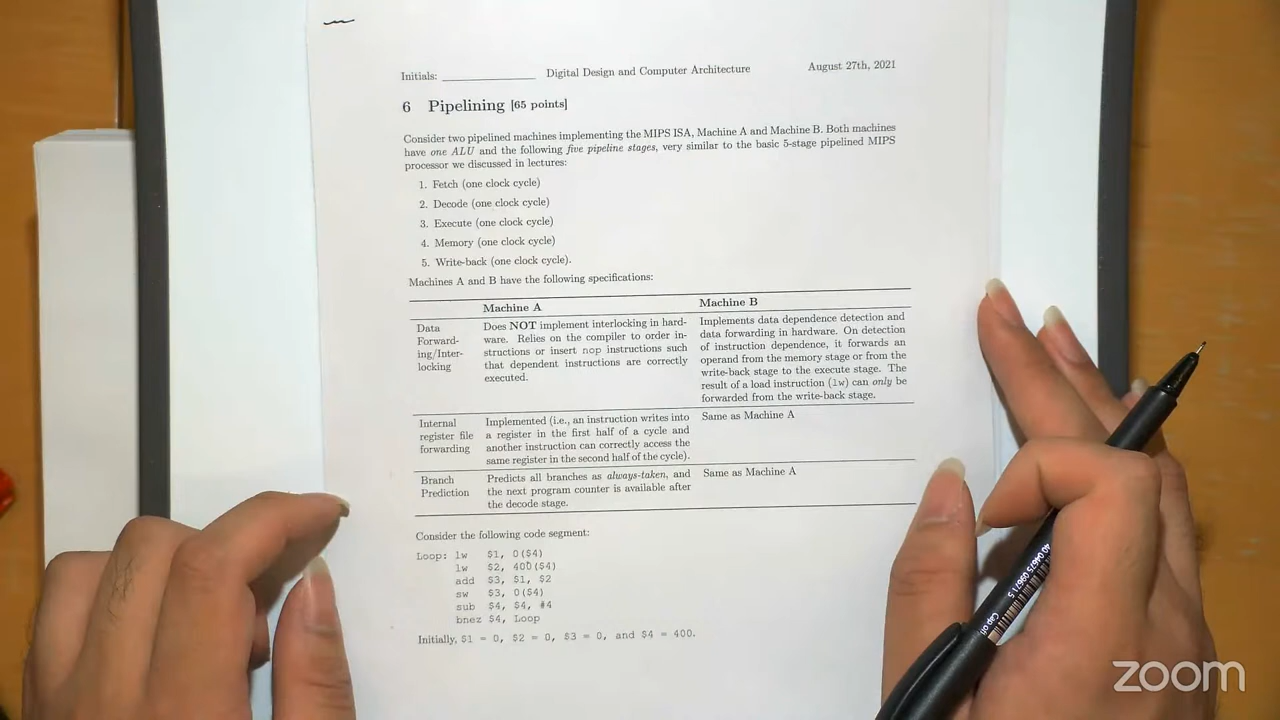 Initials: Digital Design and Computer Architecture August 27th, 2021
6 Pipelining [65 points]
Consider two pipelined machines implementing the MIPS ISA, Machine A and Machine B. Both machines
have one ALU and the following five pipeline stages, very similar to the basic 5-stage pipelined MIPS
processor we discussed in lectures:
1. Fetch (one clock cycle)
2. Decode (one clock cycle)
3. Execute (one clock cycle)
4. Memory (one clock cycle)
5. Write-back (one clock cycle).
Machines A and B have the following specifications:
Machine A Machine B
Data
Forward-
ing/Inter-
locking
Does NOT implement interlocking in hard-
ware. Relies on the compiler to order in-
structions or insert nop instructions such
that dependent instructions are correctly
executed.
Implements data dependence detection and
data forwarding in hardware. On detection
of instruction dependence, it forwards an
operand from the memory stage or from the
write-back stage to the execute stage. The
result of a load instruction (lw) can only be
forwarded from the write-back stage.
Internal
register file
forwarding
Implemented (i.e., an instruction writes into
a register in the first half of a cycle and
another instruction can correctly access the
same register in the second half of the cycle).
Same as Machine A
Branch
Prediction
Predicts all branches as always-taken, and
the next program counter is available after
the decode stage.
Same as Machine A
Consider the following code segment:
Loop: lw $1, 0($4)
lw $2, 400($4)
add $3, $1, $2
sw $3, 0($4)
sub $4, $4, #4
bnez $4, Loop
Initially, $1 = 0, $2 = 0, $3 = 0, and $4 = 400.
zoom